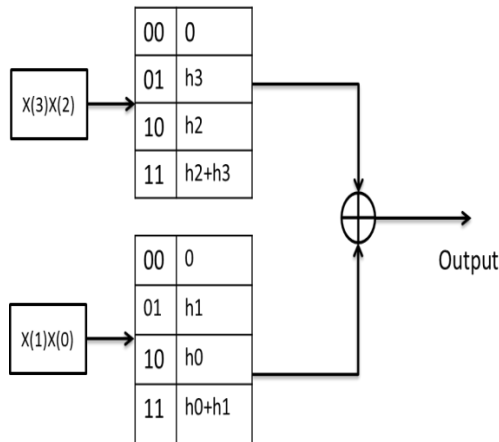 00 0
01 h3
X(3)X(2)
10 h2
11 h2+h3
00 0
01 h1
X(1)X(0)
10 h0
11 h0+h1
Output